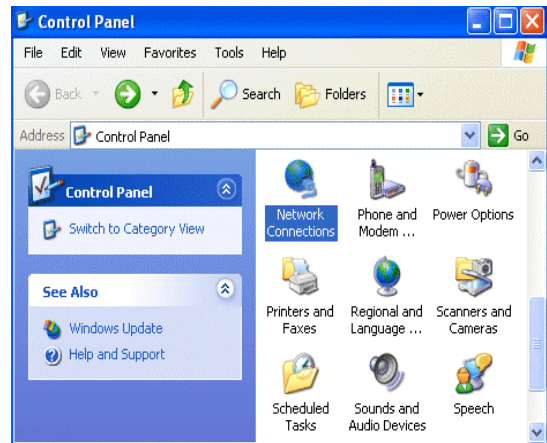 Control Panel
File Edit View Favorites Tools Help
Back Search Folders
Address Control Panel Go
Control Panel
Switch to Category View
See Also
Windows Update
Help and Support
Network Connections
Phone and Modem ...
Power Options
Printers and Faxes
Regional and Language ...
Scanners and Cameras
Scheduled Tasks
Sounds and Audio Devices
Speech